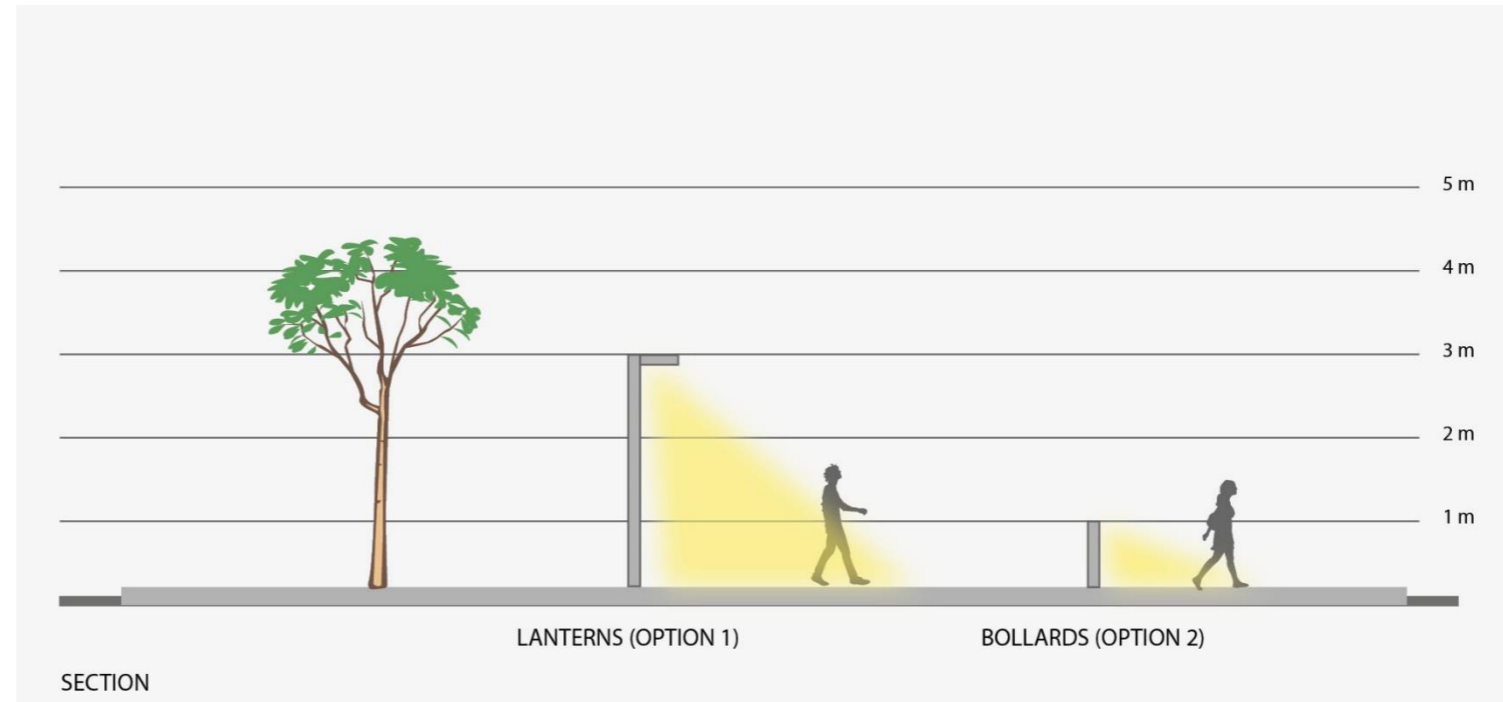 5 m
4 m
3 m
2 m
1 m
LANTERNS (OPTION 1)
BOLLARDS (OPTION 2)
SECTION